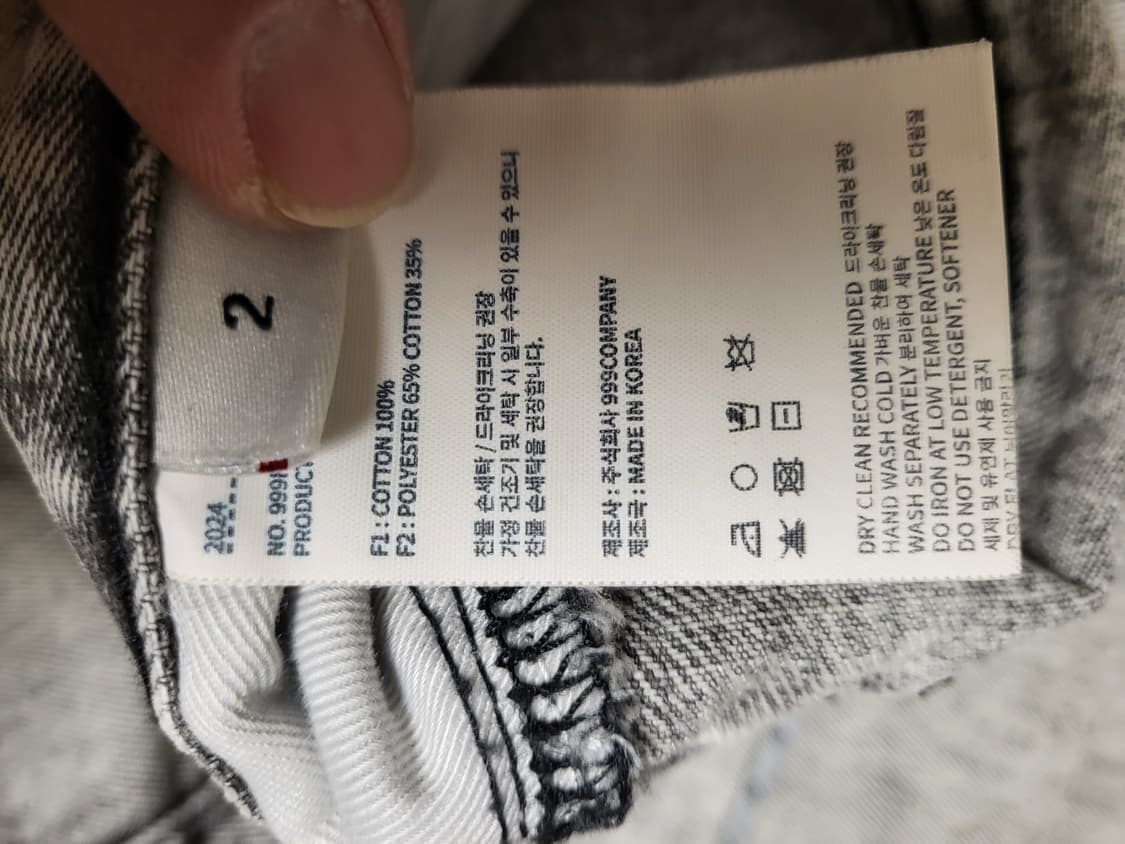 2
2024
NO. 999
PRODUCT
F1 : COTTON 100%
F2 : POLYESTER 65% COTTON 35%
찬물 손세탁 / 드라이크리닝 권장
가정 건조기 및 세탁 시 일부 수축이 있을 수 있으니
찬물 손세탁을 권장합니다.
제조사 : 주식회사 999COMPANY
제조국 : MADE IN KOREA
DRY CLEAN RECOMMENDED 드라이크리닝 권장
HAND WASH COLD 가벼운 찬물 손세탁
WASH SEPARATELY 분리하여 세탁
DO IRON AT LOW TEMPERATURE 낮은 온도 다림질
DO NOT USE DETERGENT, SOFTENER
세제 및 유연제 사용 금지
DRY FLAT